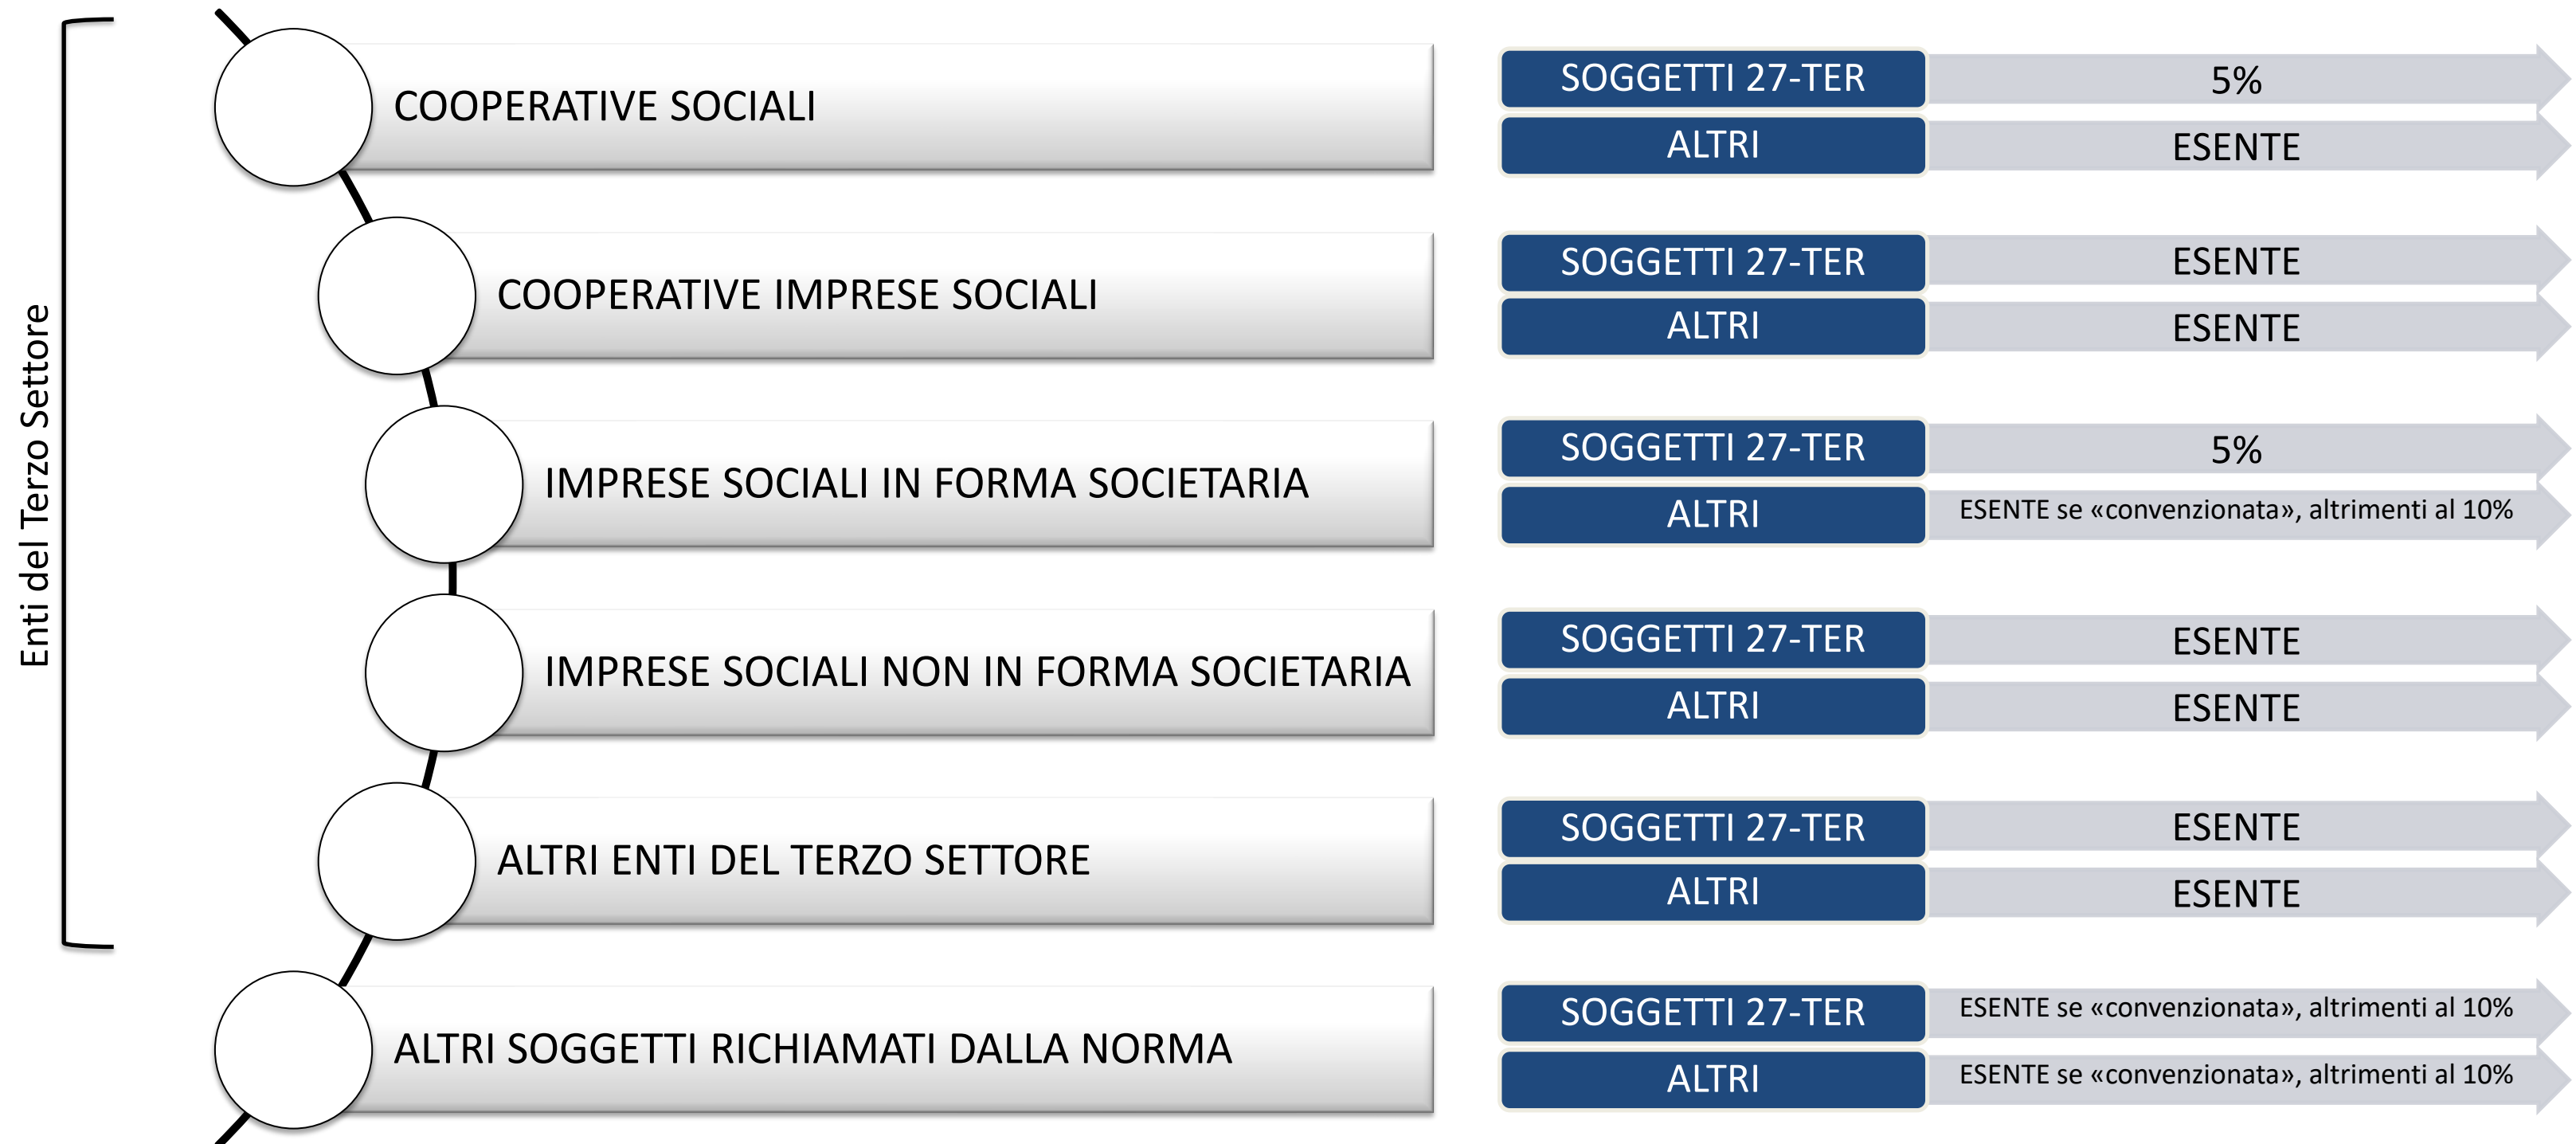 Enti del Terzo Settore
COOPERATIVE SOCIALI
SOGGETTI 27-TER
5%
ALTRI
ESENTE
COOPERATIVE IMPRESE SOCIALI
SOGGETTI 27-TER
ESENTE
ALTRI
ESENTE
IMPRESE SOCIALI IN FORMA SOCIETARIA
SOGGETTI 27-TER
5%
ALTRI
ESENTE se «convenzionata», altrimenti al 10%
IMPRESE SOCIALI NON IN FORMA SOCIETARIA
SOGGETTI 27-TER
ESENTE
ALTRI
ESENTE
ALTRI ENTI DEL TERZO SETTORE
SOGGETTI 27-TER
ESENTE
ALTRI
ESENTE
ALTRI SOGGETTI RICHIAMATI DALLA NORMA
SOGGETTI 27-TER
ESENTE se «convenzionata», altrimenti al 10%
ALTRI
ESENTE se «convenzionata», altrimenti al 10%